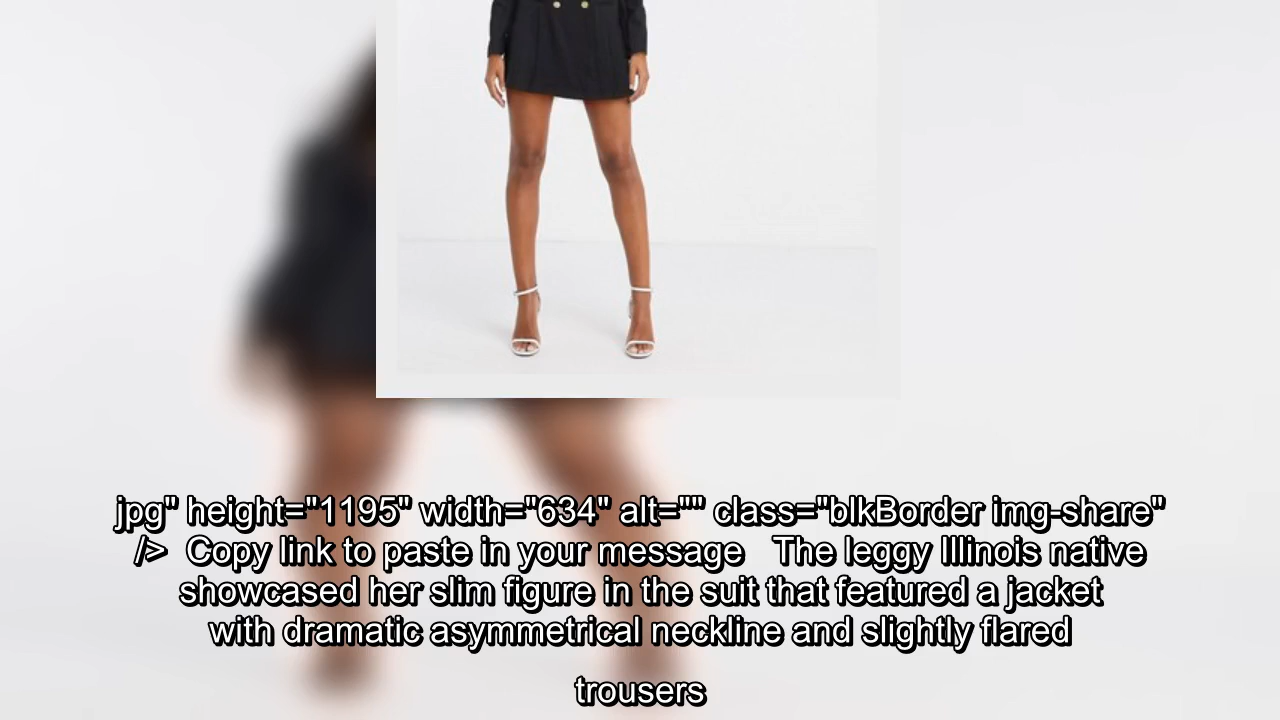 jpg" height="1195" width="634" alt="" class="blkBorder img-share"
/>  Copy link to paste in your message   The leggy Illinois native
showcased her slim figure in the suit that featured a jacket
with dramatic asymmetrical neckline and slightly flared
trousers